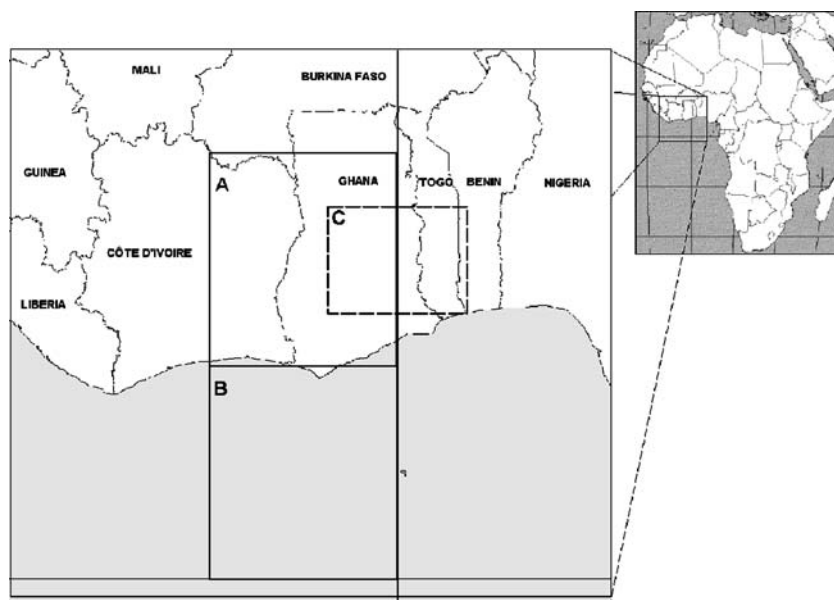 MALI
BURKINA FASO
GUINEA
A
GHANA
TOGO
BENIN
NIGERIA
C
CÔTE D'IVOIRE
LIBERIA
B